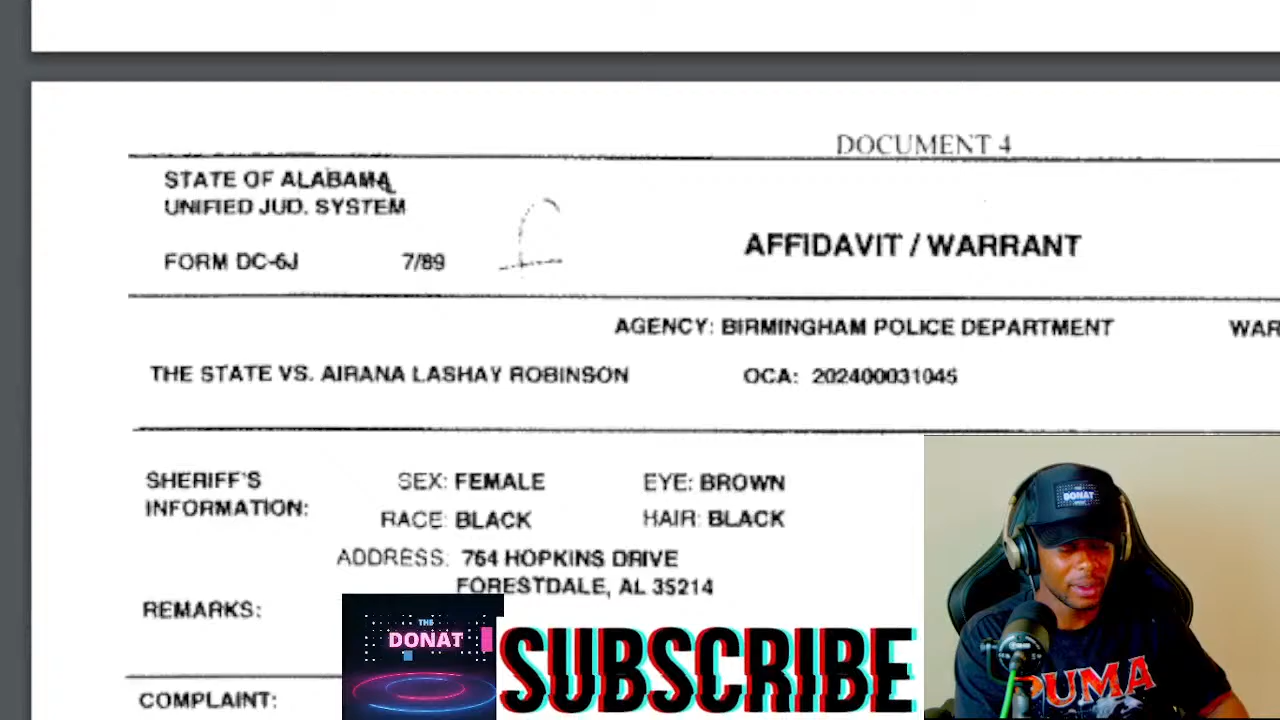 DOCUMENT 4
STATE OF ALABAMA
UNIFIED JUD. SYSTEM
AFFIDAVIT / WARRANT
FORM DC-6J 7/89
AGENCY: BIRMINGHAM POLICE DEPARTMENT WAR
THE STATE VS. AIRANA LASHAY ROBINSON OCA: 202400031045
SHERIFF'S INFORMATION:
SEX: FEMALE EYE: BROWN
RACE: BLACK HAIR: BLACK
ADDRESS: 764 HOPKINS DRIVE
FORESTDALE, AL 35214
REMARKS:
COMPLAINT:
THE
DONAT
SUBSCRIBE
DONAT
PUMA